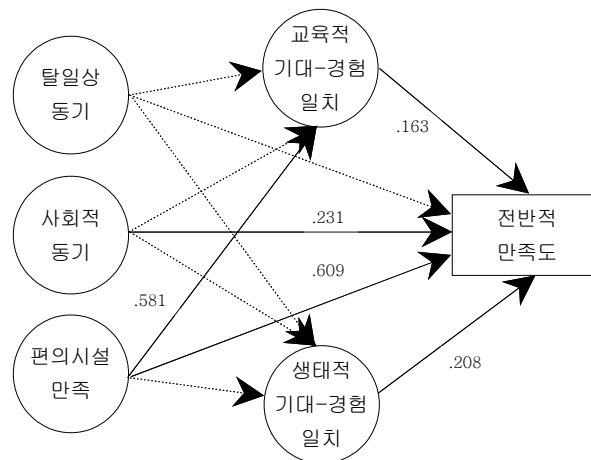 탈일상
동기
사회적
동기
편의시설
만족
교육적
기대-경험
일치
생태적
기대-경험
일치
전반적
만족도
.163
.231
.609
.581
.208